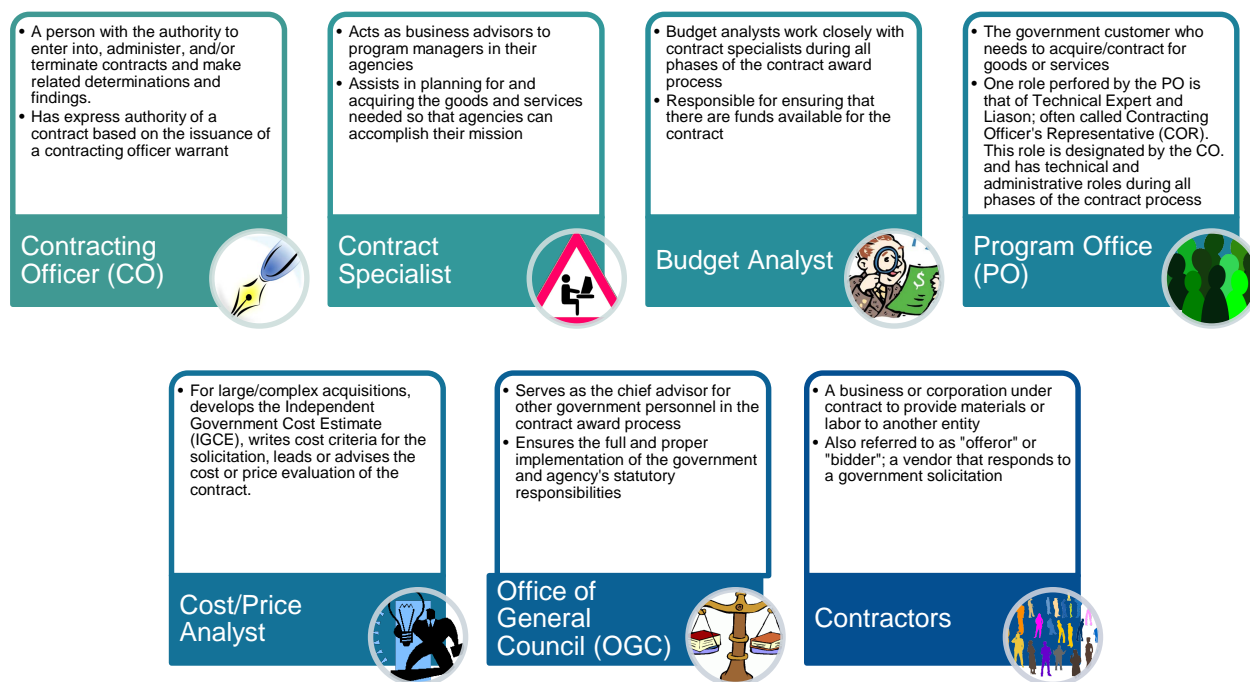 • A person with the authority to
enter into, administer, and/or
terminate contracts and make
related determinations and
findings.
• Has express authority of a
contract based on the issuance of
a contracting officer warrant
Contracting
Officer (CO)
• Acts as business advisors to
program managers in their
agencies
• Assists in planning for and
acquiring the goods and services
needed so that agencies can
accomplish their mission
Contract
Specialist
• Budget analysts work closely with
contract specialists during all
phases of the contract award
process
• Responsible for ensuring that
there are funds available for the
contract
Budget Analyst
$
• The government customer who
needs to acquire/contract for
goods or services
• One role perfored by the PO is
that of Technical Expert and
Liason; often called Contracting
Officer's Representative (COR).
This role is designated by the CO.
and has technical and
administrative roles during all
phases of the contract process
Program Office
(PO)
• For large/complex acquisitions,
develops the Independent
Government Cost Estimate
(IGCE), writes cost criteria for the
solicitation, leads or advises the
cost or price evaluation of the
contract.
Cost/Price
Analyst
• Serves as the chief advisor for
other government personnel in the
contract award process
• Ensures the full and proper
implementation of the government
and agency's statutory
responsibilities
Office of
General
Council (OGC)
• A business or corporation under
contract to provide materials or
labor to another entity
• Also referred to as "offeror" or
"bidder"; a vendor that responds to
a government solicitation
Contractors